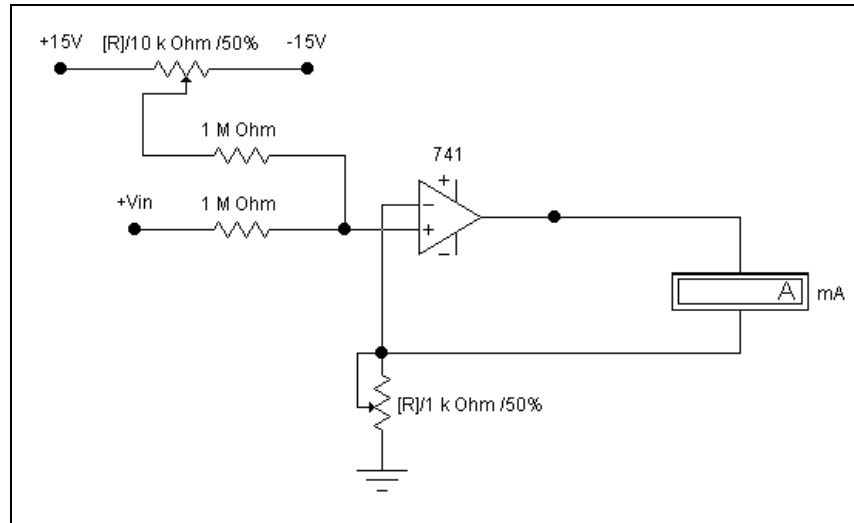 +15V [R]/10 k Ohm /50% -15V
1 M Ohm
741
+
+Vin 1 M Ohm
−
+
−
A mA
[R]/1 k Ohm /50%